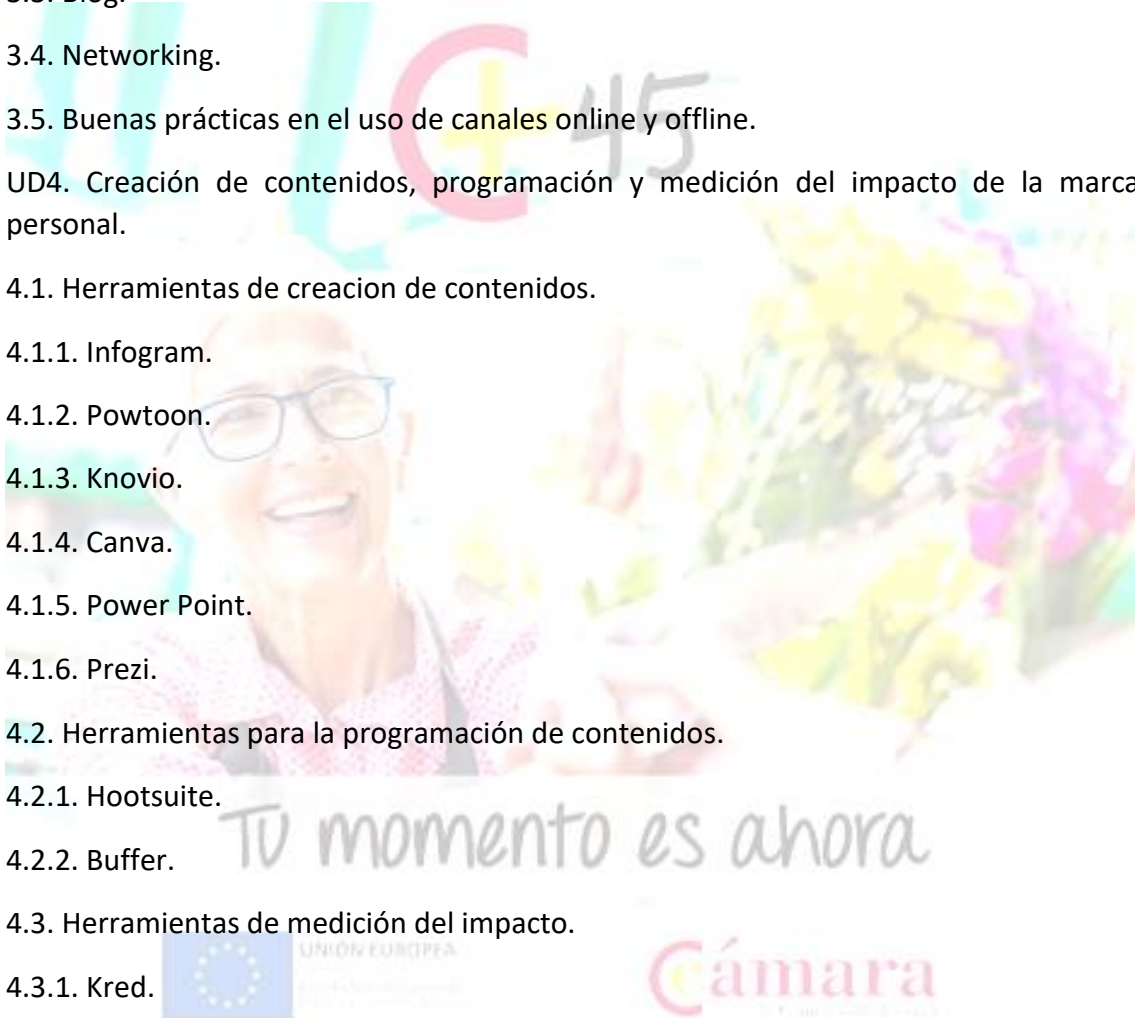 3.4. Networking.
+45
3.5. Buenas prácticas en el uso de canales online y offline.
UD4. Creación de contenidos, programación y medición del impacto de la marca
personal.
4.1. Herramientas de creacion de contenidos.
4.1.1. Infogram.
4.1.2. Powtoon.
4.1.3. Knovio.
4.1.4. Canva.
4.1.5. Power Point.
4.1.6. Prezi.
4.2. Herramientas para la programación de contenidos.
4.2.1. Hootsuite.
Tu momento es ahora
4.2.2. Buffer.
4.3. Herramientas de medición del impacto.
UNIÓN EUROPEA
Cámara
4.3.1. Kred.